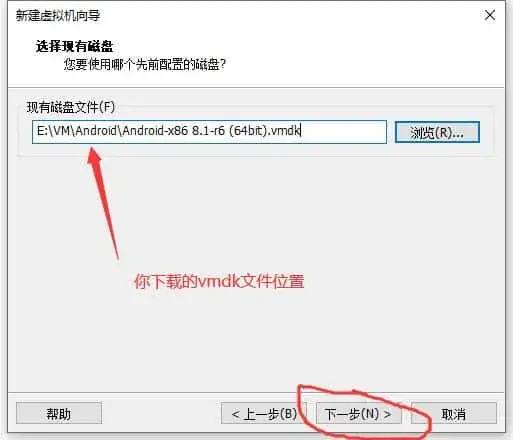 新建虚拟机向导
选择现有磁盘
您要使用哪个先前配置的磁盘?
现有磁盘文件(F)
E:\VM\Android\Android-x86 8.1-r6 (64bit).vmdk
浏览(R)...
你下载的vmdk文件位置
帮助
< 上一步(B)
下一步(N) >
取消